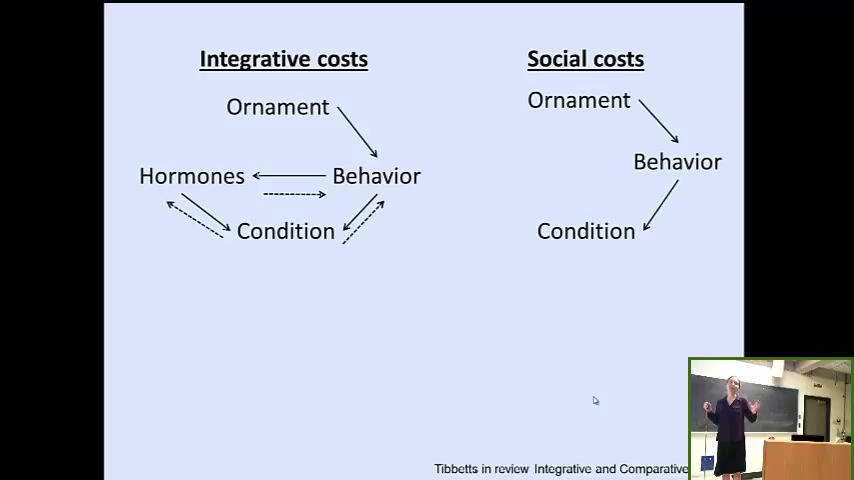 Integrative costs
Ornament
Hormones
Behavior
Condition
Social costs
Ornament
Behavior
Condition
Tibbetts in review Integrative and Comparative